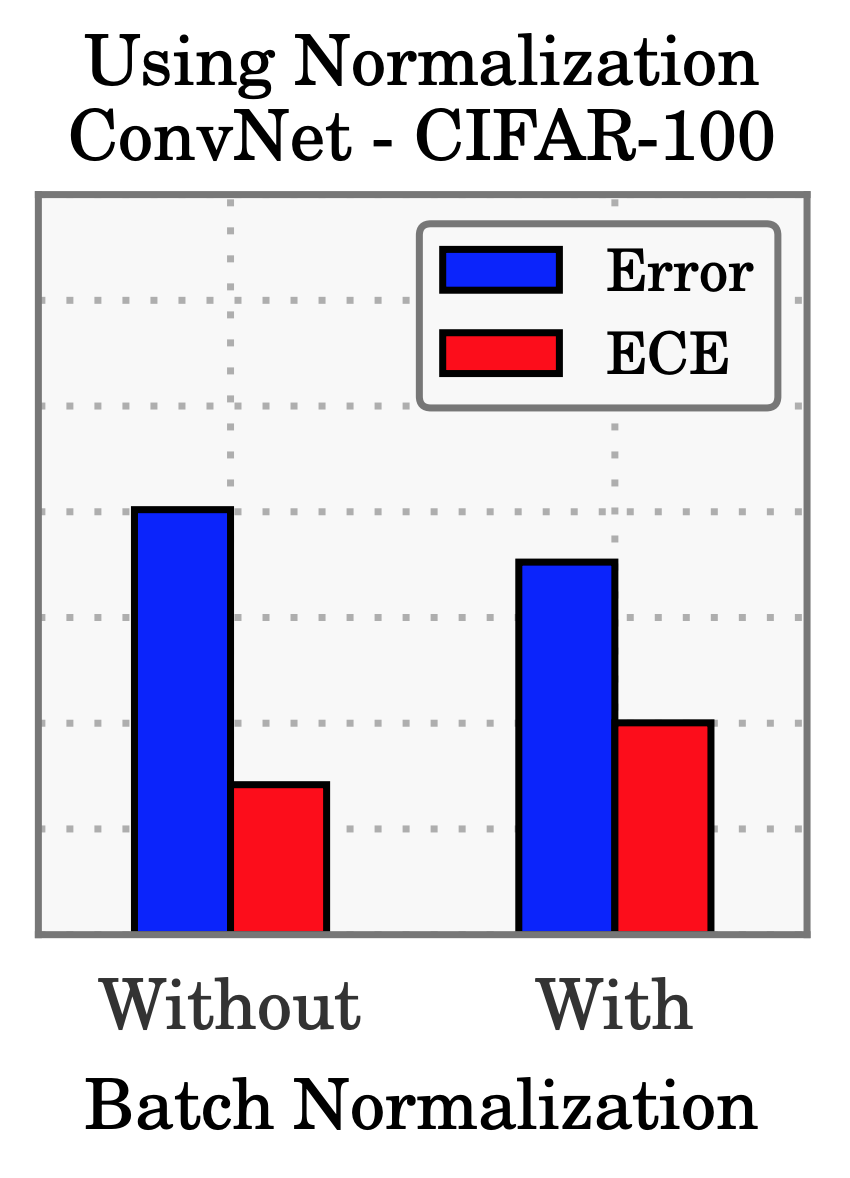 Using Normalization
ConvNet - CIFAR-100
Error
ECE
Without With
Batch Normalization